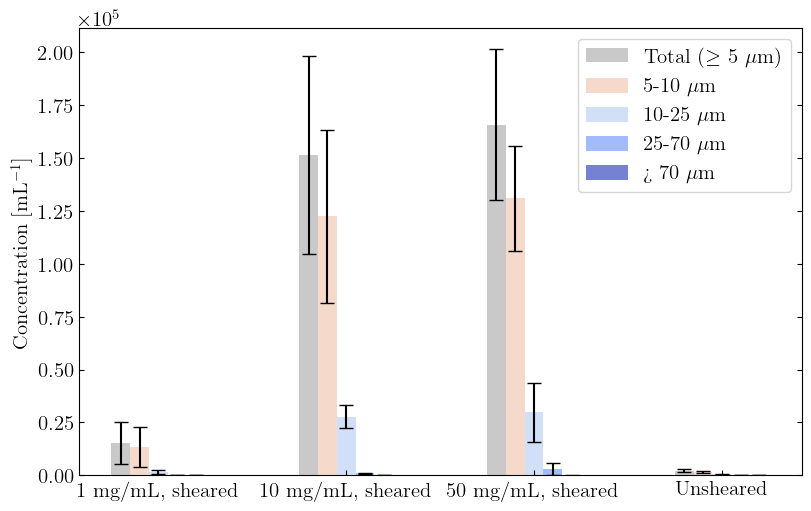 ×10⁵
2.00
1.75
1.50
1.25
1.00
0.75
0.50
0.25
0.00
Concentration [mL⁻¹]
Total (≥ 5 μm)
5-10 μm
10-25 μm
25-70 μm
¿ 70 μm
1 mg/mL, sheared
10 mg/mL, sheared
50 mg/mL, sheared
Unsheared